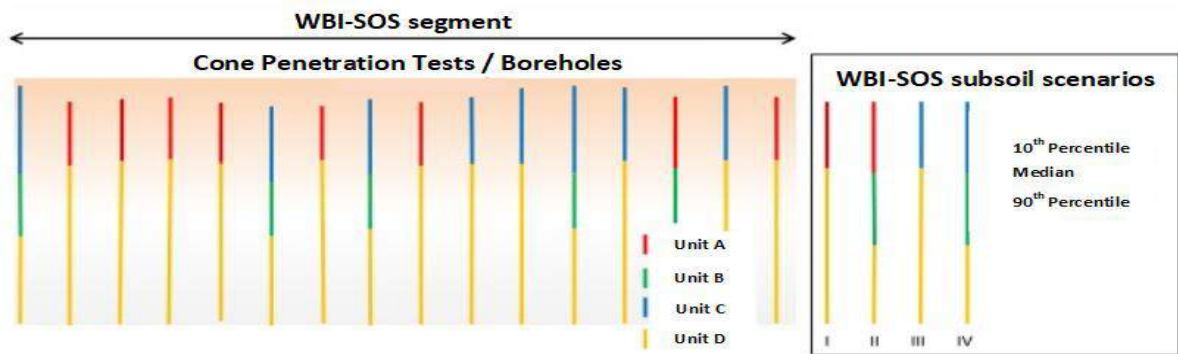 WBI-SOS segment
Cone Penetration Tests / Boreholes
Unit A
Unit B
Unit C
Unit D
WBI-SOS subsoil scenarios
10th Percentile
Median
90th Percentile
I II III IV